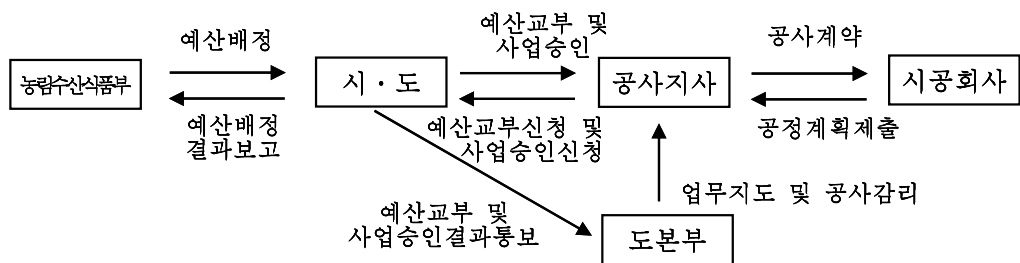 예산배정
예산교부 및
사업승인
공사계약
농림수산식품부
시·도
공사지사
시공회사
예산배정
결과보고
예산교부신청 및
사업승인신청
공정계획제출
업무지도 및 공사감리
예산교부 및
사업승인결과통보
도본부